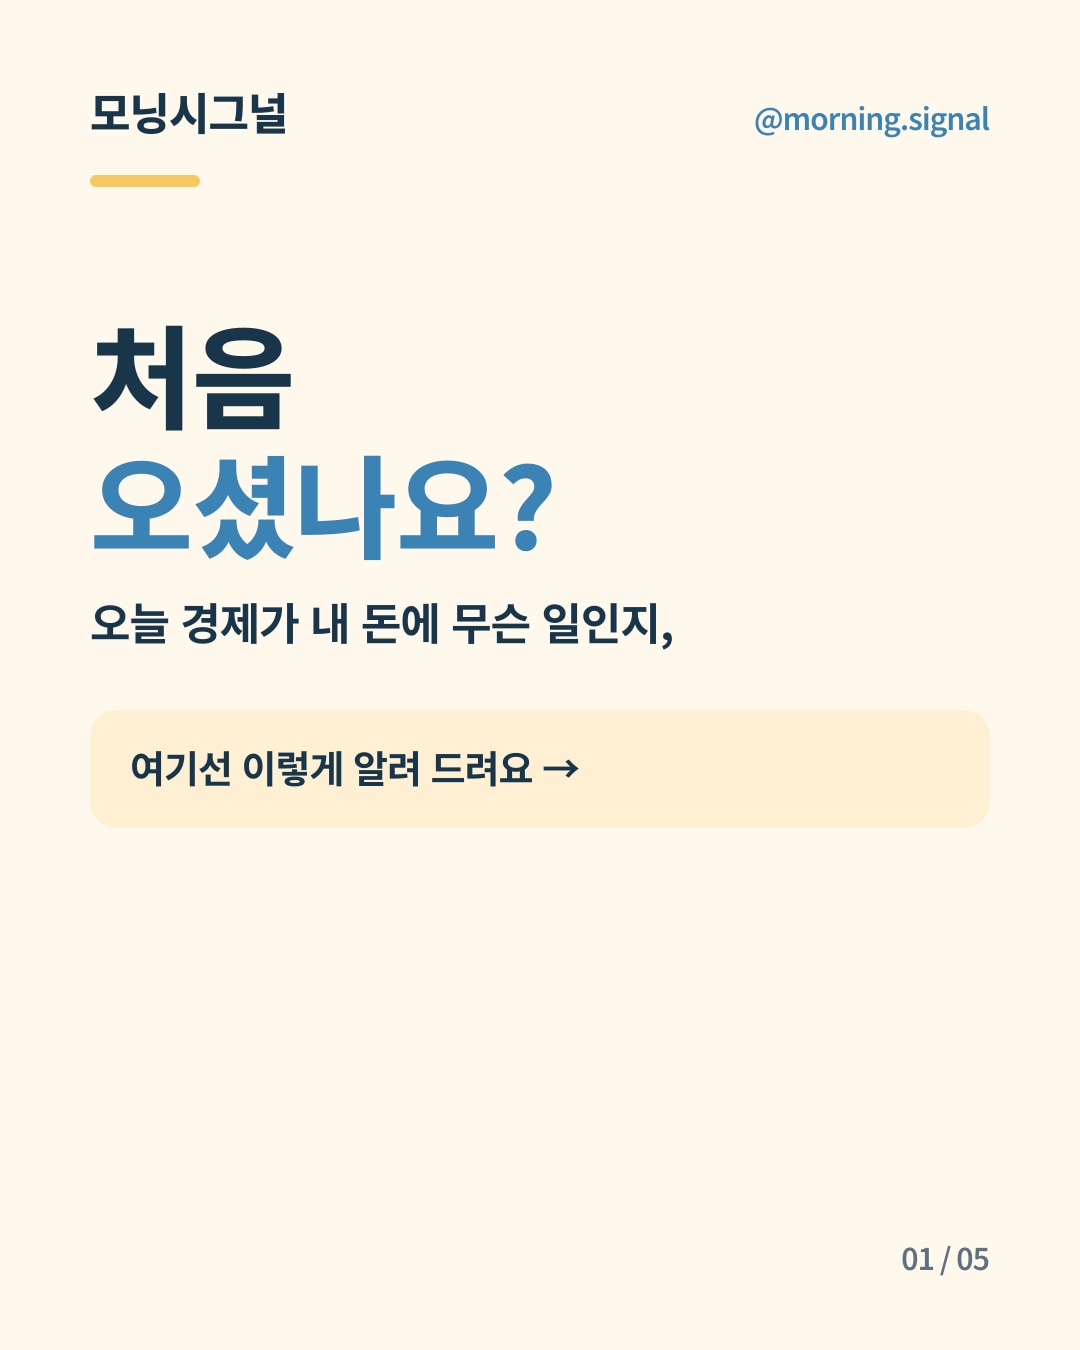 모닝시그널
@morning.signal
처음
오셨나요?
오늘 경제가 내 돈에 무슨 일인지,
여기선 이렇게 알려 드려요 →
01 / 05